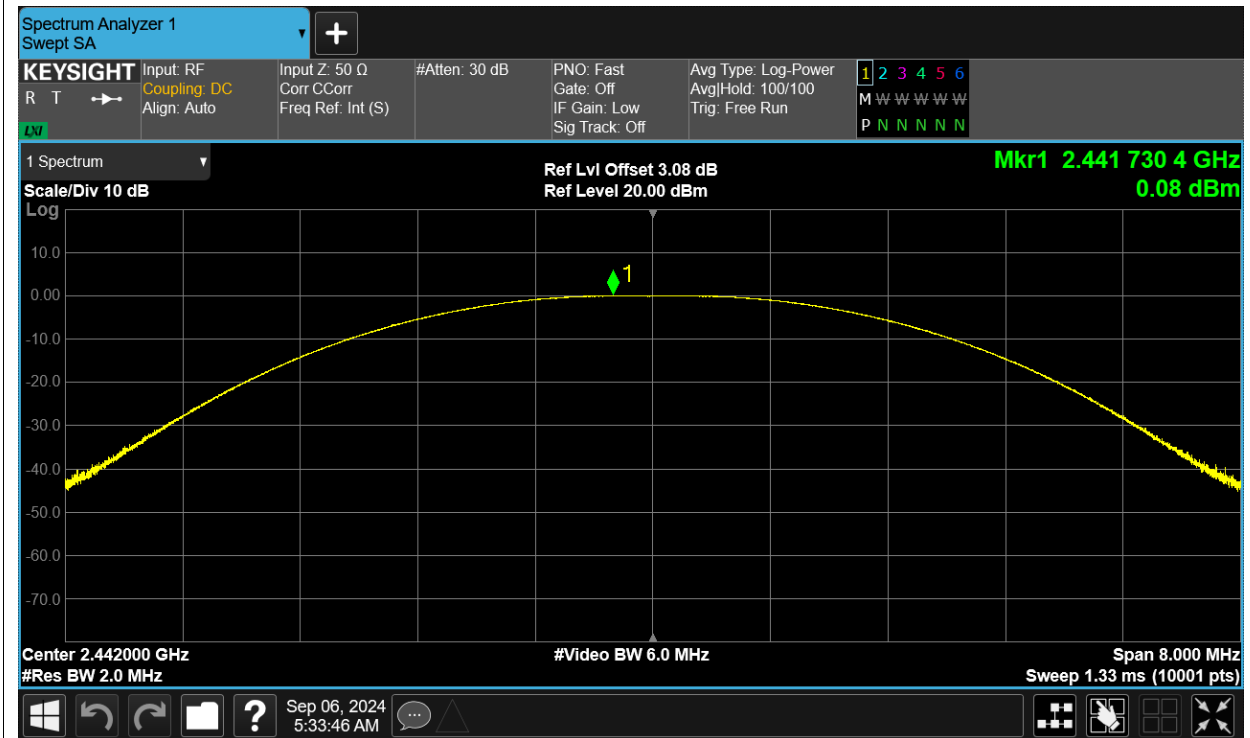 Spectrum Analyzer 1
Swept SA
KEYSIGHT
R T
LXI
Input: RF
Coupling: DC
Align: Auto
Input Z: 50 Ω
Corr CCorr
Freq Ref: Int (S)
#Atten: 30 dB
PNO: Fast
Gate: Off
IF Gain: Low
Sig Track: Off
Avg Type: Log-Power
Avg|Hold: 100/100
Trig: Free Run
1 2 3 4 5 6
M W W W W W
P N N N N N
1 Spectrum
Scale/Div 10 dB
Log
Ref Lvl Offset 3.08 dB
Ref Level 20.00 dBm
Mkr1 2.441 730 4 GHz
0.08 dBm
10.0
0.00
-10.0
-20.0
-30.0
-40.0
-50.0
-60.0
-70.0
1
Center 2.442000 GHz
#Res BW 2.0 MHz
#Video BW 6.0 MHz
Span 8.000 MHz
Sweep 1.33 ms (10001 pts)
?
Sep 06, 2024
5:33:46 AM